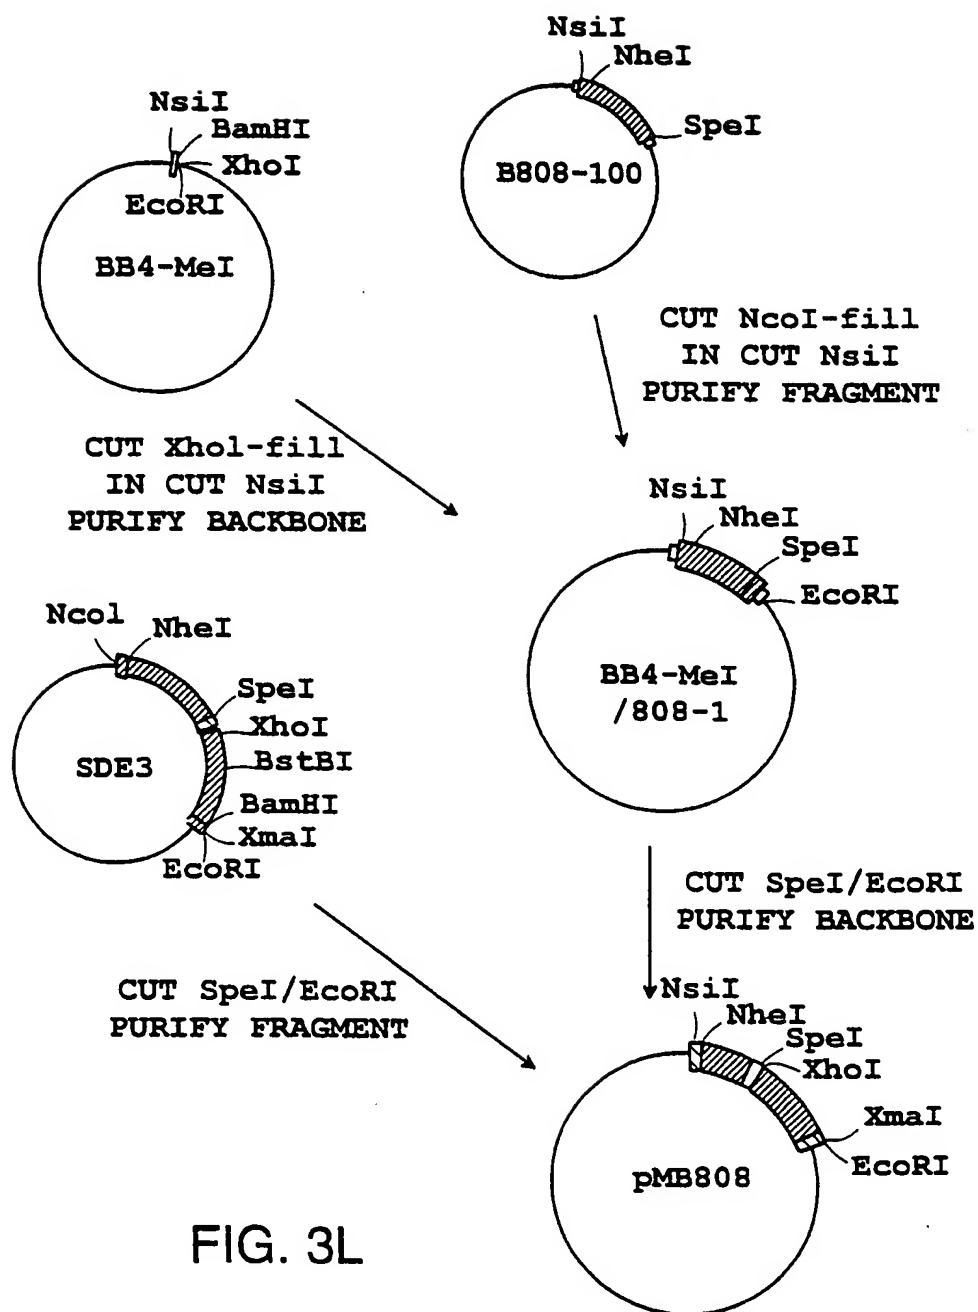 NsiI
BamHI
XhoI
EcoRI
BB4-MeI
NsiI
NheI
SpeI
B808-100
CUT NcoI-fill
IN CUT NsiI
PURIFY FRAGMENT
CUT Xhol-fill
IN CUT NsiI
PURIFY BACKBONE
NsiI
NheI
SpeI
EcoRI
BB4-MeI
/808-1
Ncol
NheI
SpeI
XhoI
BstBI
BamHI
XmaI
EcoRI
SDE3
CUT SpeI/EcoRI
PURIFY BACKBONE
CUT SpeI/EcoRI
PURIFY FRAGMENT
NsiI
NheI
SpeI
XhoI
XmaI
EcoRI
pMB808
FIG. 3L